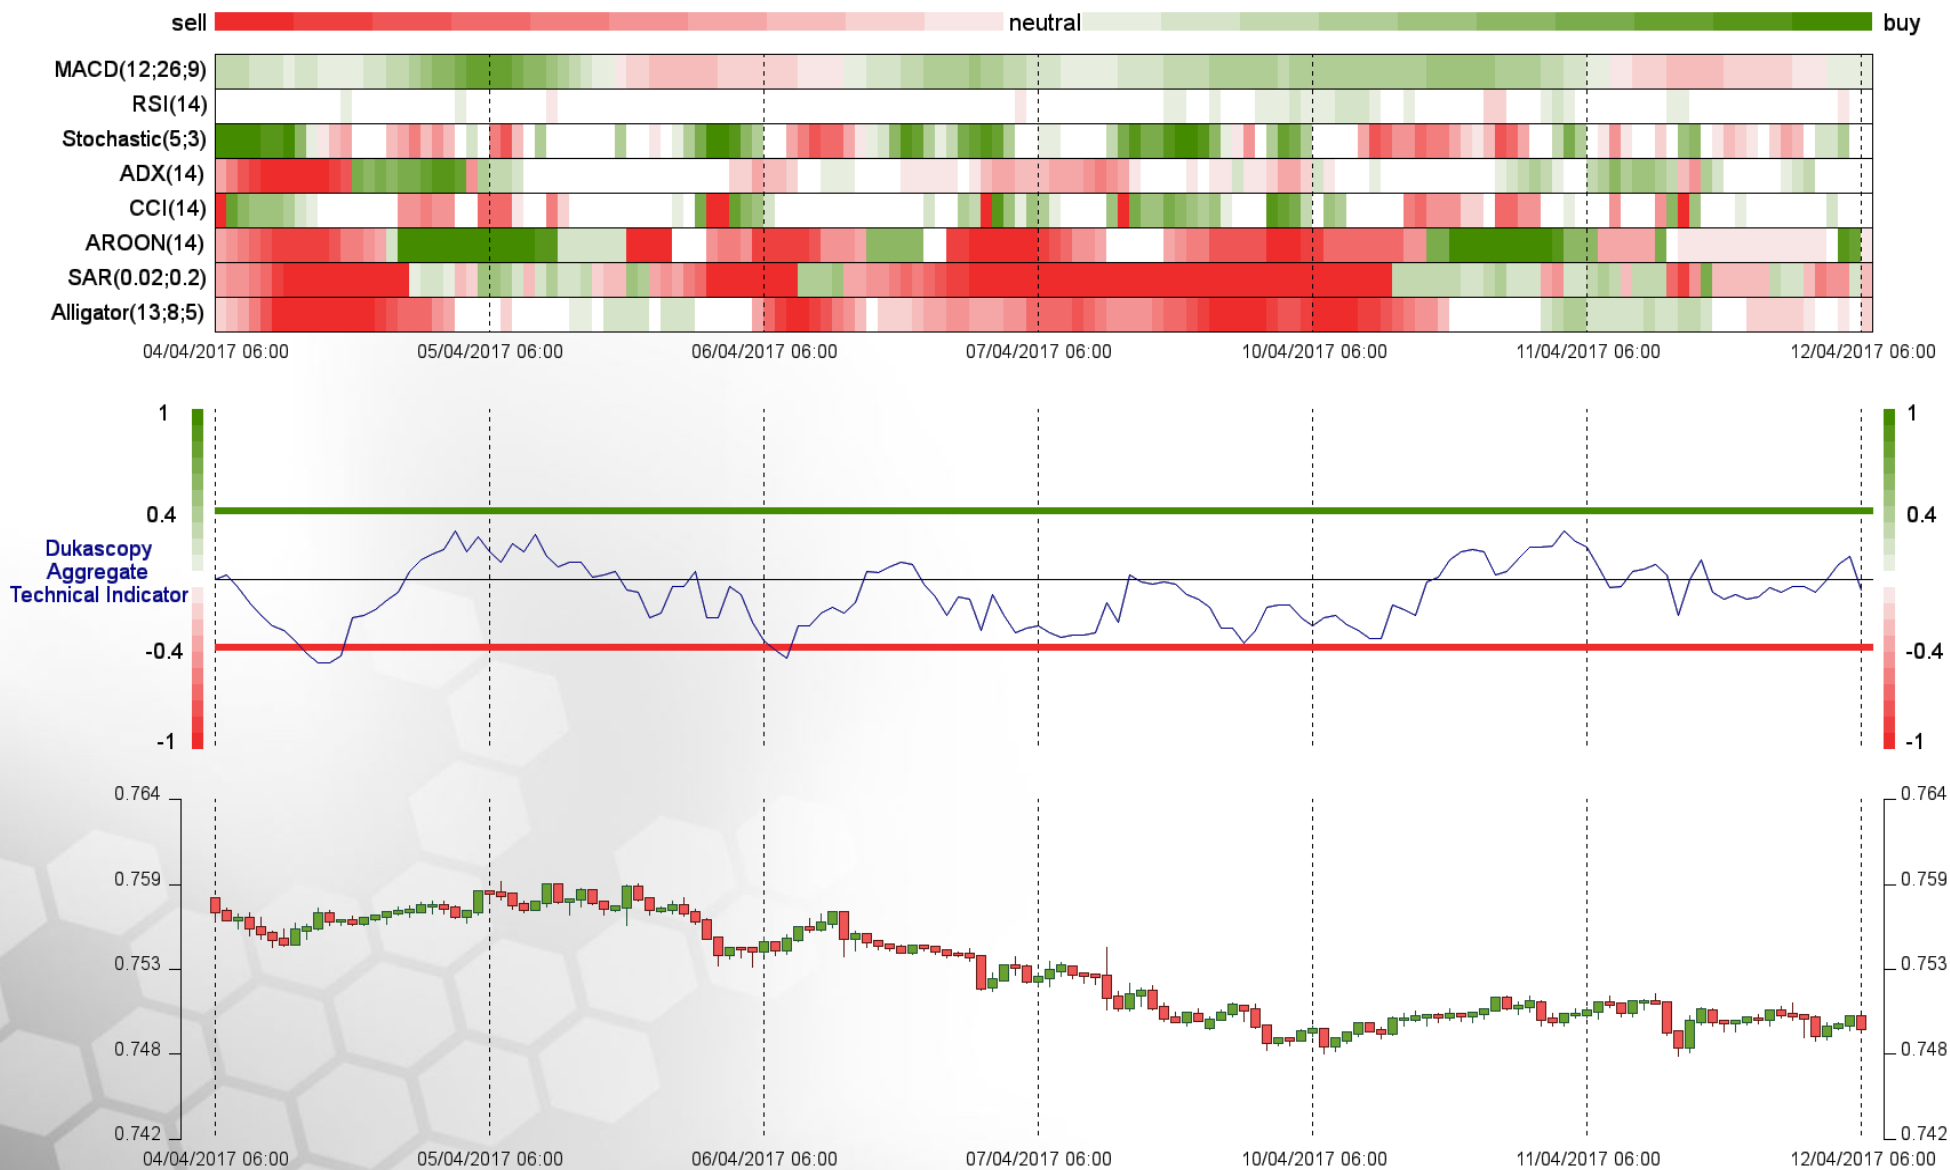 sell neutral buy
MACD(12;26;9)
RSI(14)
Stochastic(5;3)
ADX(14)
CCI(14)
AROON(14)
SAR(0.02;0.2)
Alligator(13;8;5)
04/04/2017 06:00 05/04/2017 06:00 06/04/2017 06:00 07/04/2017 06:00 10/04/2017 06:00 11/04/2017 06:00 12/04/2017 06:00
1 1
0.4 0.4
Dukascopy
Aggregate
Technical Indicator
-0.4 -0.4
-1 -1
0.764 0.764
0.759 0.759
0.753 0.753
0.748 0.748
0.742 0.742
04/04/2017 06:00 05/04/2017 06:00 06/04/2017 06:00 07/04/2017 06:00 10/04/2017 06:00 11/04/2017 06:00 12/04/2017 06:00